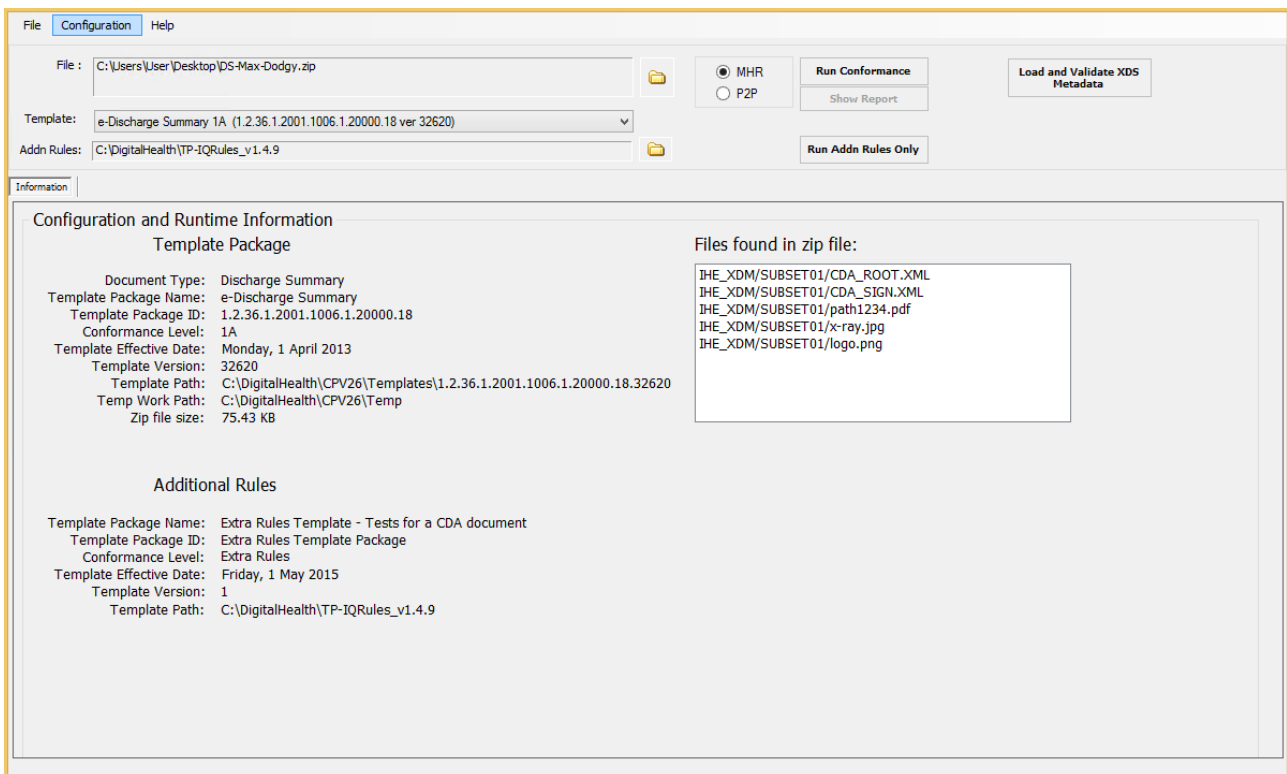 File Configuration Help
File : C:\Users\User\Desktop\DS-Max-Dodgy.zip
MHR
P2P
Run Conformance
Show Report
Load and Validate XDS
Metadata
Template: e-Discharge Summary 1A (1.2.36.1.2001.1006.1.20000.18 ver 32620)
Addn Rules: C:\DigitalHealth\TP-IQRules_v1.4.9
Run Addn Rules Only
Information
Configuration and Runtime Information
Template Package
Document Type: Discharge Summary
Template Package Name: e-Discharge Summary
Template Package ID: 1.2.36.1.2001.1006.1.20000.18
Conformance Level: 1A
Template Effective Date: Monday, 1 April 2013
Template Version: 32620
Template Path: C:\DigitalHealth\CPV26\Templates\1.2.36.1.2001.1006.1.20000.18.32620
Temp Work Path: C:\DigitalHealth\CPV26\Temp
Zip file size: 75.43 KB
Files found in zip file:
IHE_XDM/SUBSET01/CDA_ROOT.XML
IHE_XDM/SUBSET01/CDA_SIGN.XML
IHE_XDM/SUBSET01/path1234.pdf
IHE_XDM/SUBSET01/x-ray.jpg
IHE_XDM/SUBSET01/logo.png
Additional Rules
Template Package Name: Extra Rules Template - Tests for a CDA document
Template Package ID: Extra Rules Template Package
Conformance Level: Extra Rules
Template Effective Date: Friday, 1 May 2015
Template Version: 1
Template Path: C:\DigitalHealth\TP-IQRules_v1.4.9